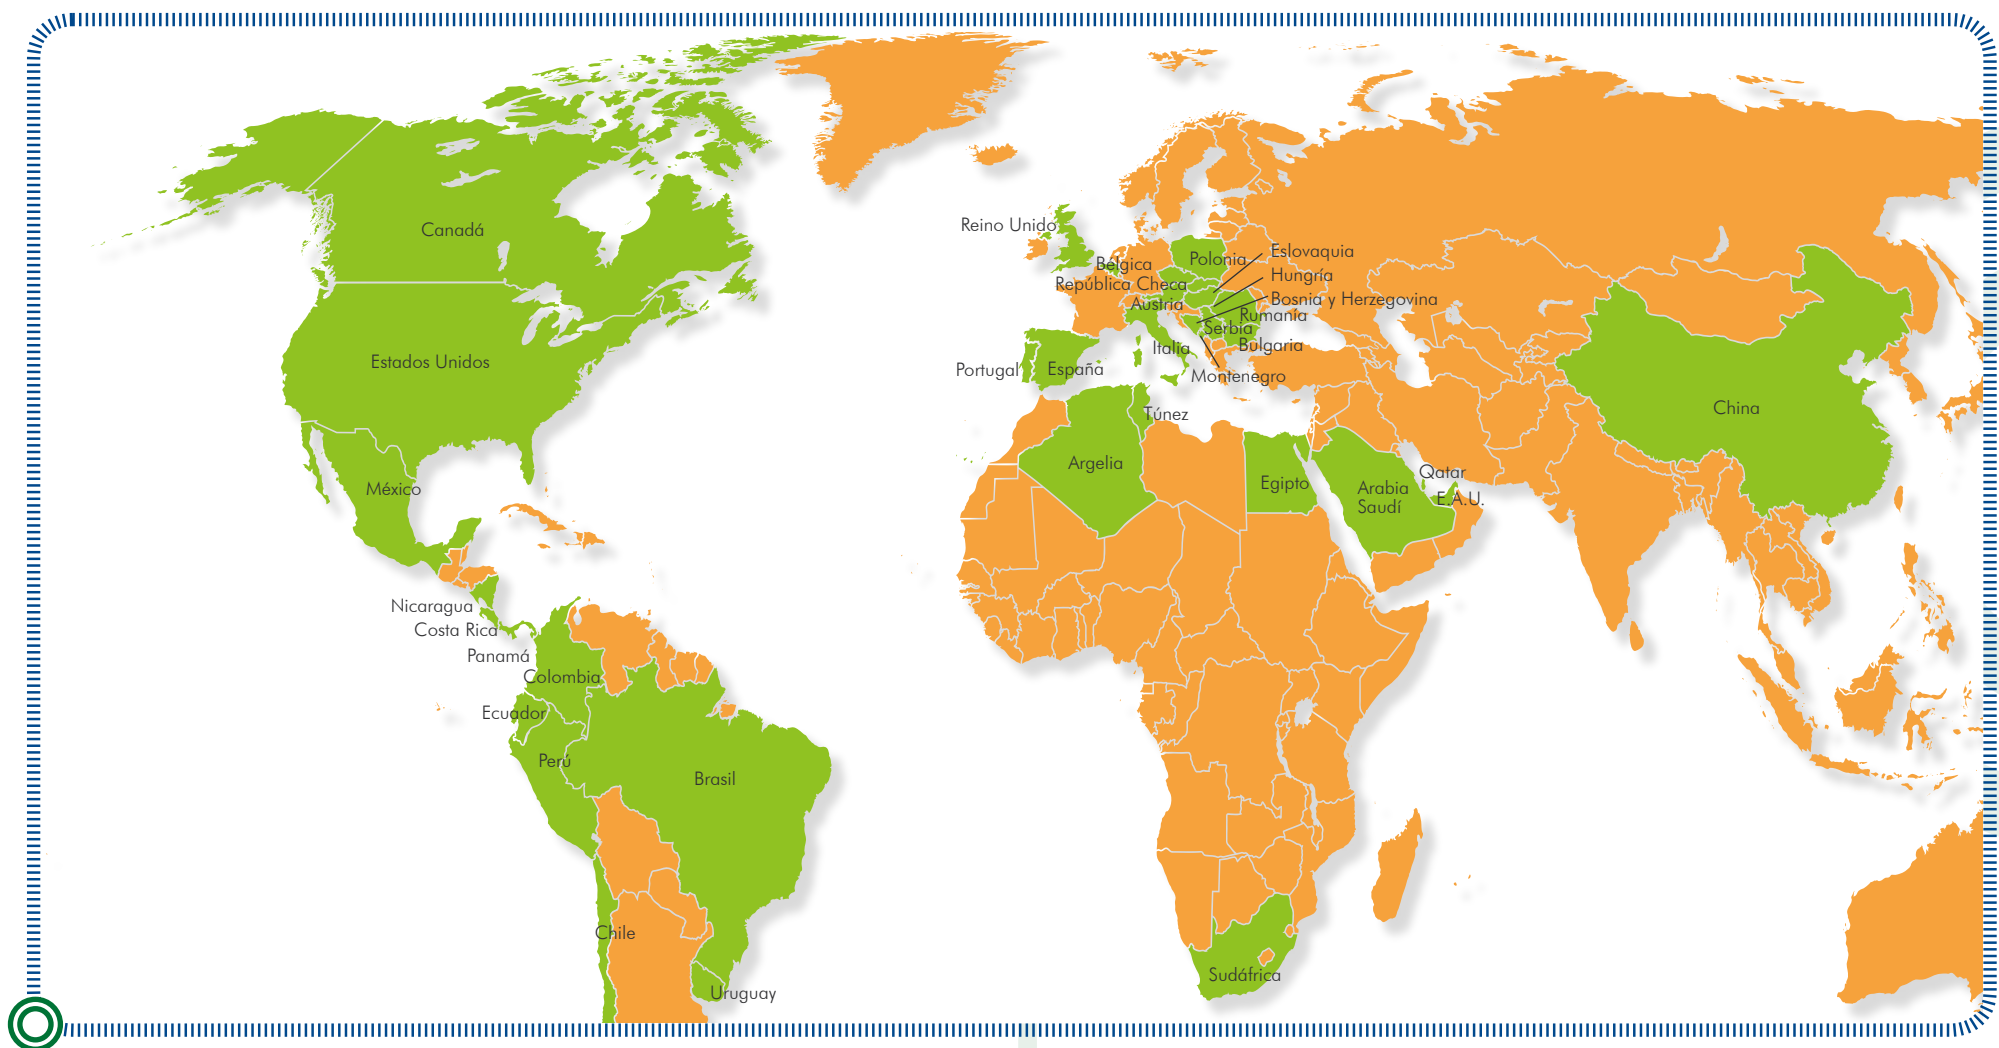 Canadá
Estados Unidos
México
Nicaragua
Costa Rica
Panamá
Colombia
Ecuador
Perú
Brasil
Chile
Uruguay
Reino Unido
Bélgica
Polonia
República Checa
Austria
Eslovaquia
Hungría
Bosnia y Herzegovina
Rumania
Serbia
Bulgaria
Italia
Montenegro
Portugal
España
Túnez
Argelia
Egipto
Arabia
Saudí
Qatar
E.A.U.
China
Sudáfrica